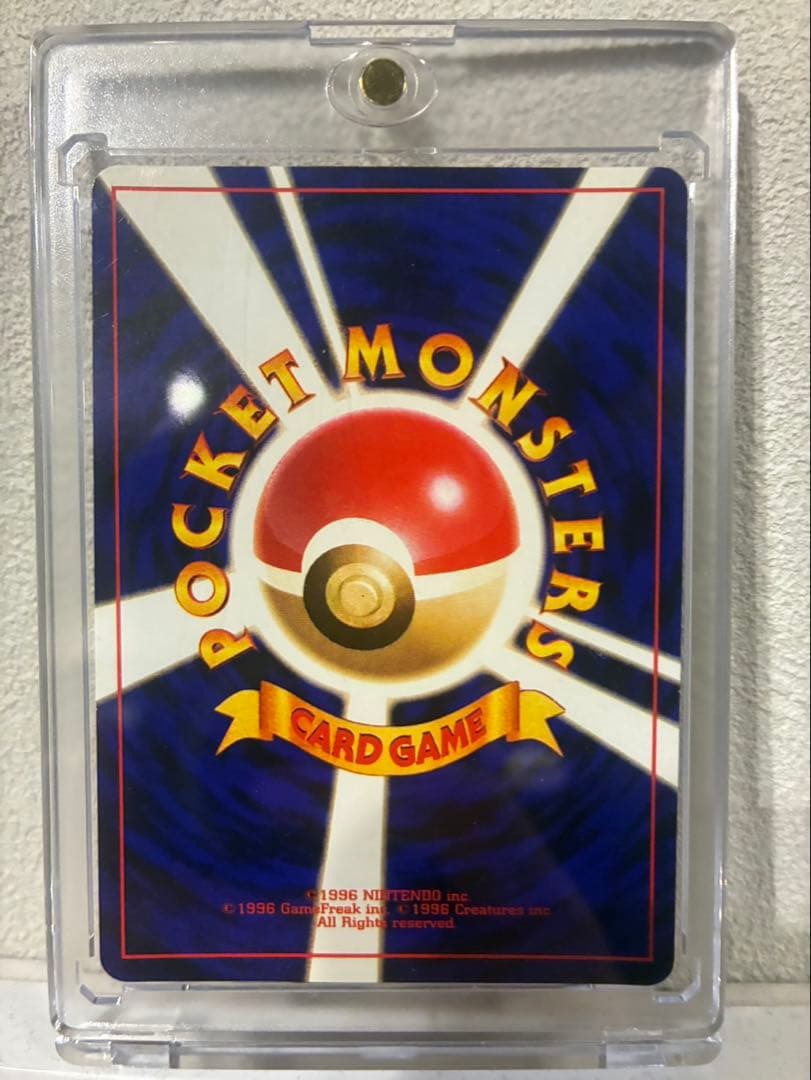 POCKET MONSTERS
CARD GAME
©1996 NINTENDO inc.
©1996 GameFreak inc. ©1996 Creatures inc.
All Rights reserved.